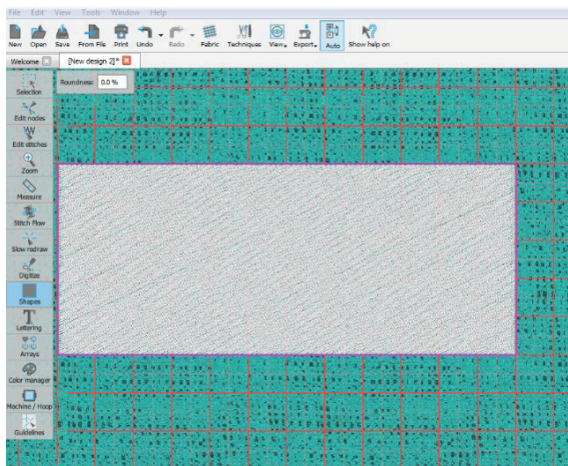 File Edit View Tools Window Help
New Open Save From File Print Undo Redo Fabric Techniques View Export Auto Show help on
Welcome [New design 2]*
Roundness: 0.0 %
Selection
Edit nodes
Edit stitches
Zoom
Measure
Stitch Flow
Slow redraw
Digitize
Shapes
Lettering
Arrays
Color manager
Machine / Hoop
Guidelines